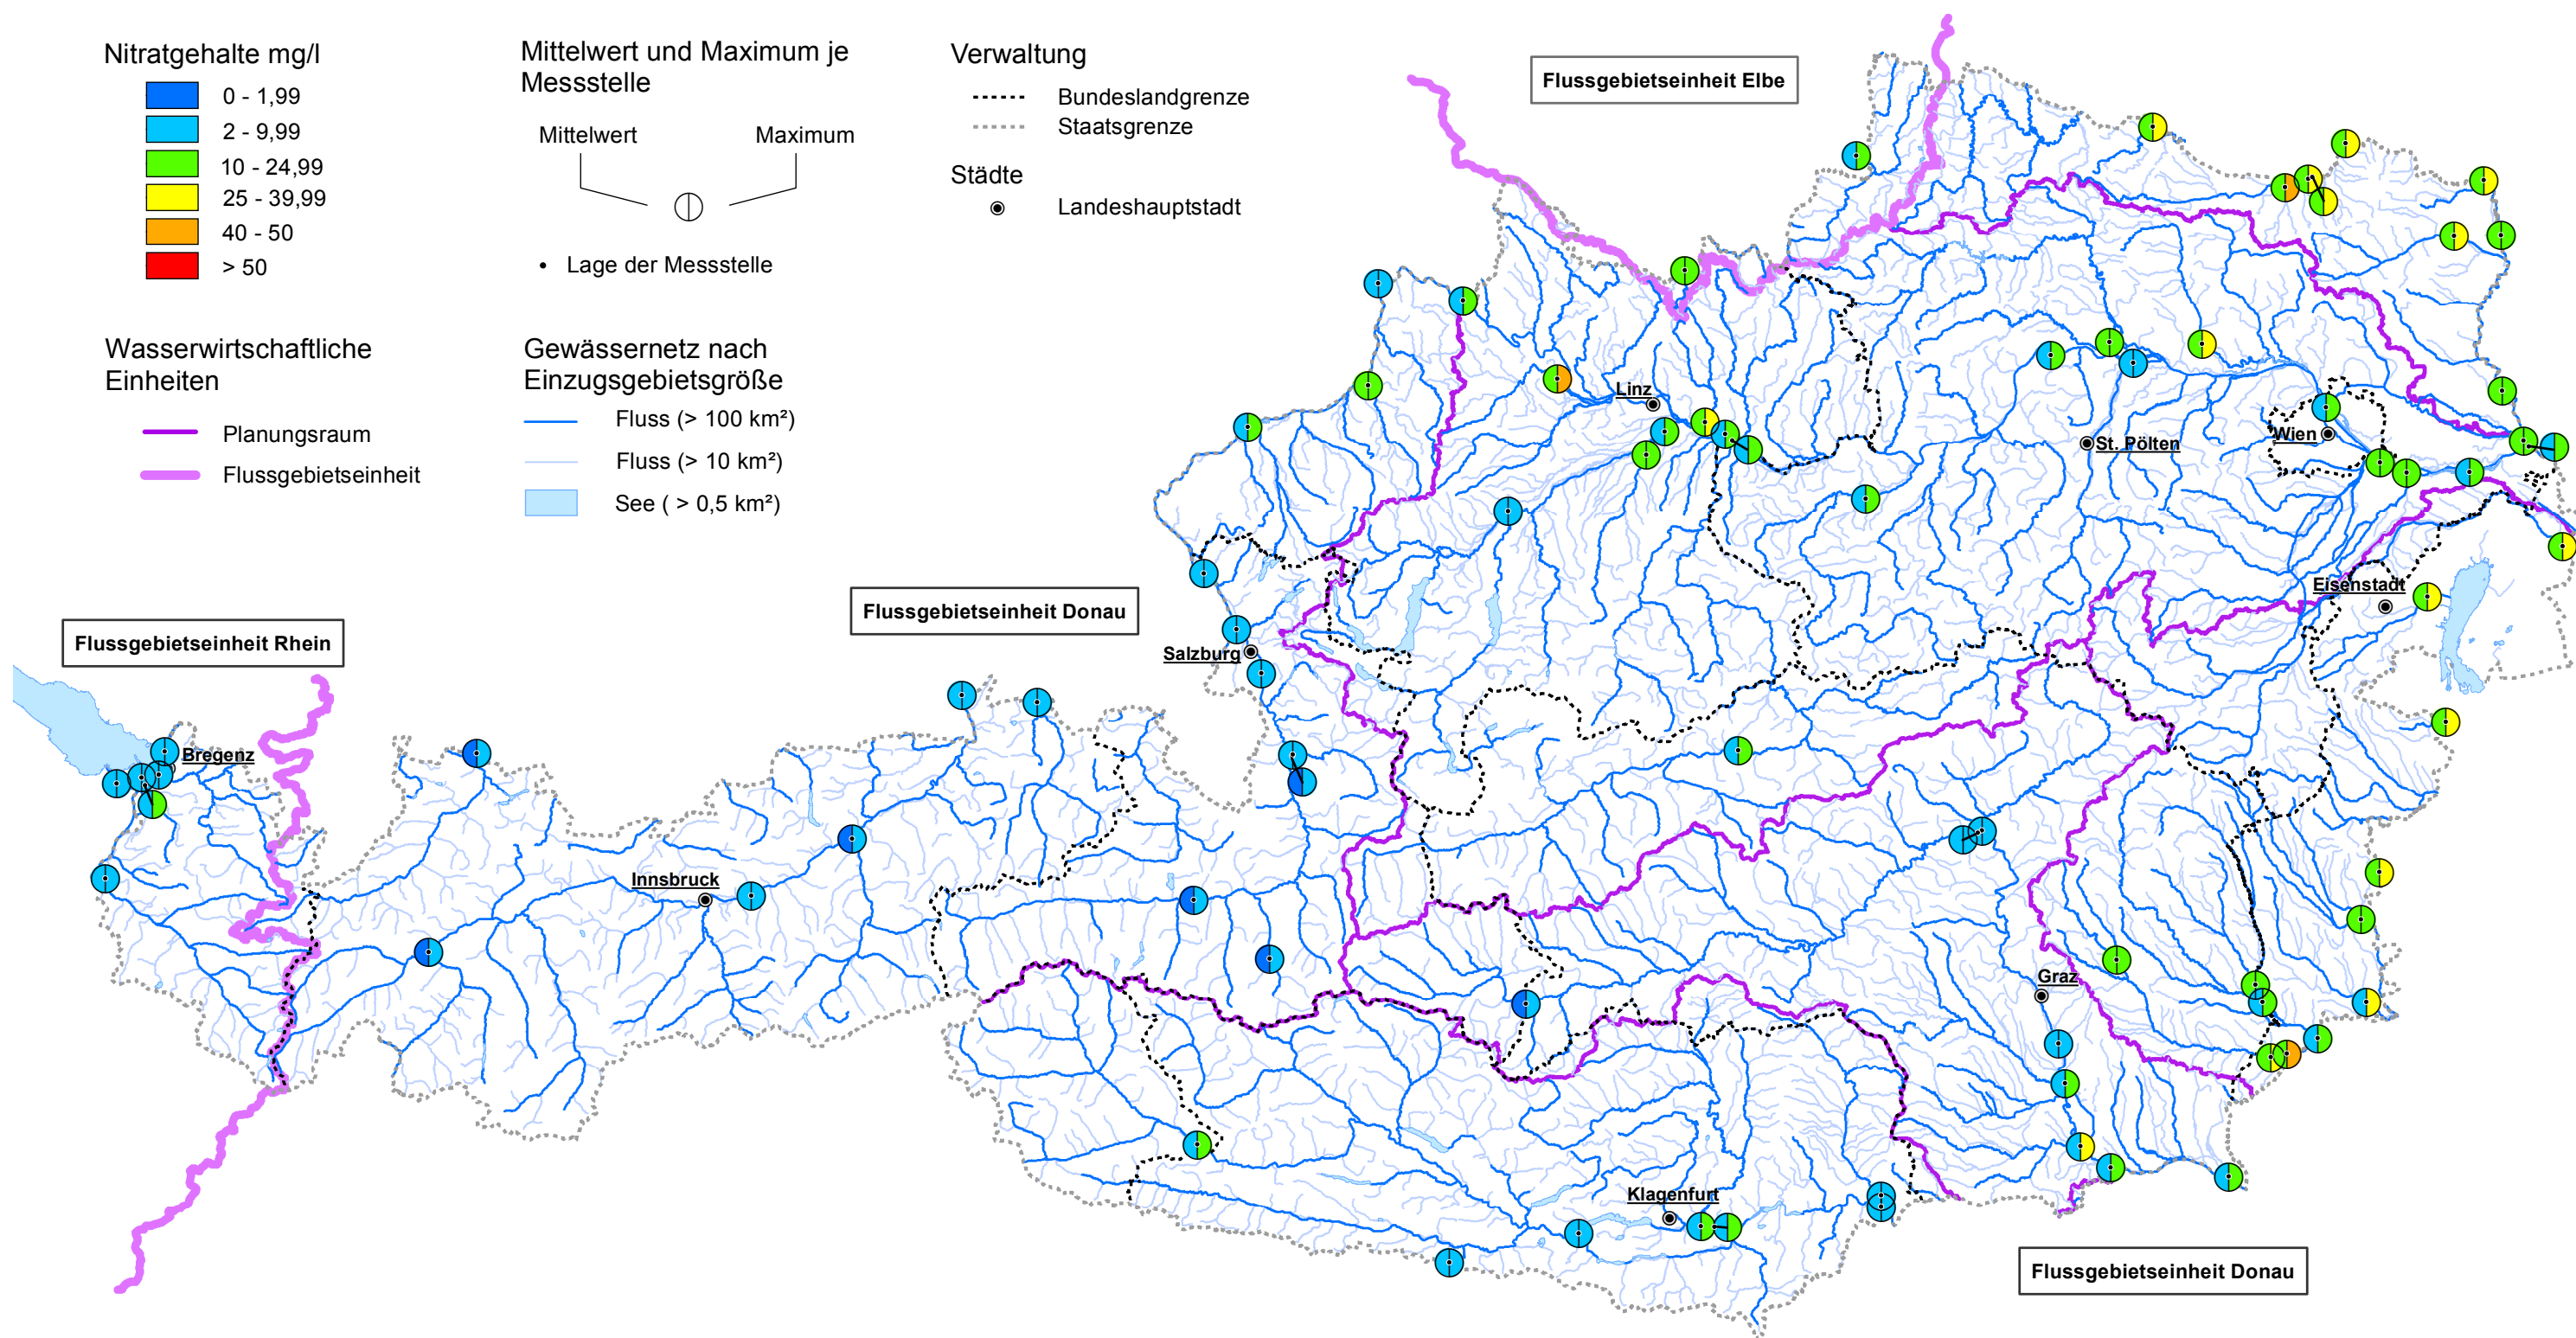 Nitratgehalte mg/l
0 - 1,99
2 - 9,99
10 - 24,99
25 - 39,99
40 - 50
> 50
Mittelwert und Maximum je
Messstelle
Mittelwert
Maximum
Lage der Messstelle
Verwaltung
Bundeslandgrenze
Staatsgrenze
Städte
Landeshauptstadt
Wasserwirtschaftliche
Einheiten
Planungsraum
Flussgebietseinheit
Gewässernetz nach
Einzugsgebietsgröße
Fluss (> 100 km²)
Fluss (> 10 km²)
See ( > 0,5 km²)
Flussgebietseinheit Elbe
Linz
St. Pölten
Wien
Eisenstadt
Flussgebietseinheit Donau
Flussgebietseinheit Rhein
Salzburg
Bregenz
Innsbruck
Graz
Klagenfurt
Flussgebietseinheit Donau